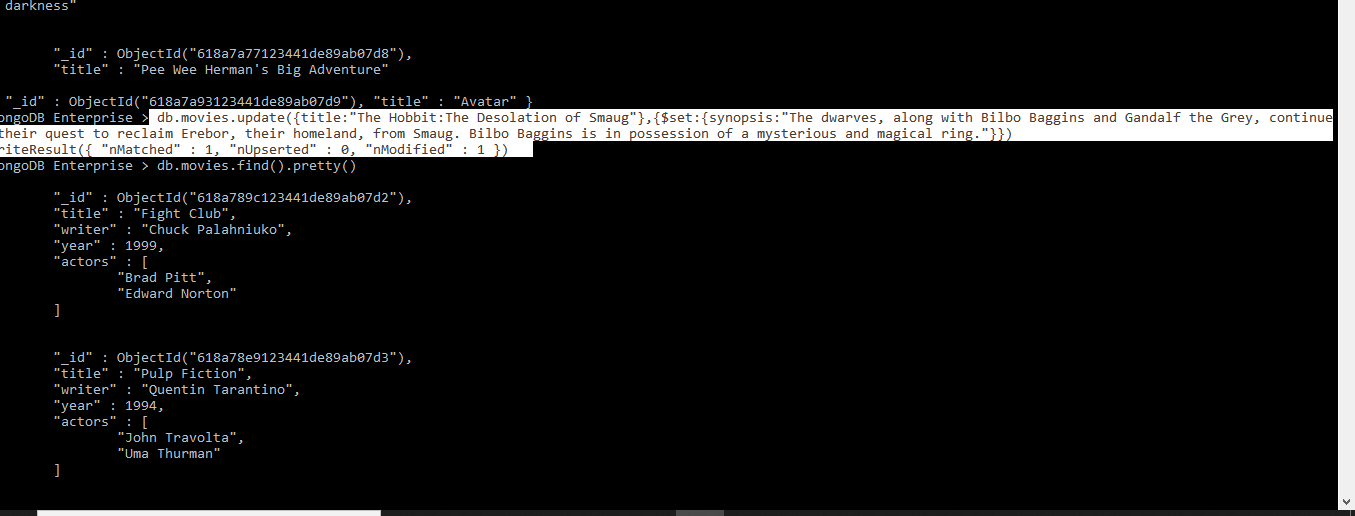 darkness"
"_id" : ObjectId("618a7a77123441de89ab07d8"),
"title" : "Pee Wee Herman's Big Adventure"
"_id" : ObjectId("618a7a93123441de89ab07d9"), "title" : "Avatar" }
ongoDB Enterprise > db.movies.update({title:"The Hobbit:The Desolation of Smaug"},{$set:{synopsis:"The dwarves, along with Bilbo Baggins and Gandalf the Grey, continue
their quest to reclaim Erebor, their homeland, from Smaug. Bilbo Baggins is in possession of a mysterious and magical ring."}})
riteResult({ "nMatched" : 1, "nUpserted" : 0, "nModified" : 1 })
ongoDB Enterprise > db.movies.find().pretty()
"_id" : ObjectId("618a789c123441de89ab07d2"),
"title" : "Fight Club",
"writer" : "Chuck Palahniuko",
"year" : 1999,
"actors" : [
"Brad Pitt",
"Edward Norton"
]
"_id" : ObjectId("618a78e9123441de89ab07d3"),
"title" : "Pulp Fiction",
"writer" : "Quentin Tarantino",
"year" : 1994,
"actors" : [
"John Travolta",
"Uma Thurman"
]